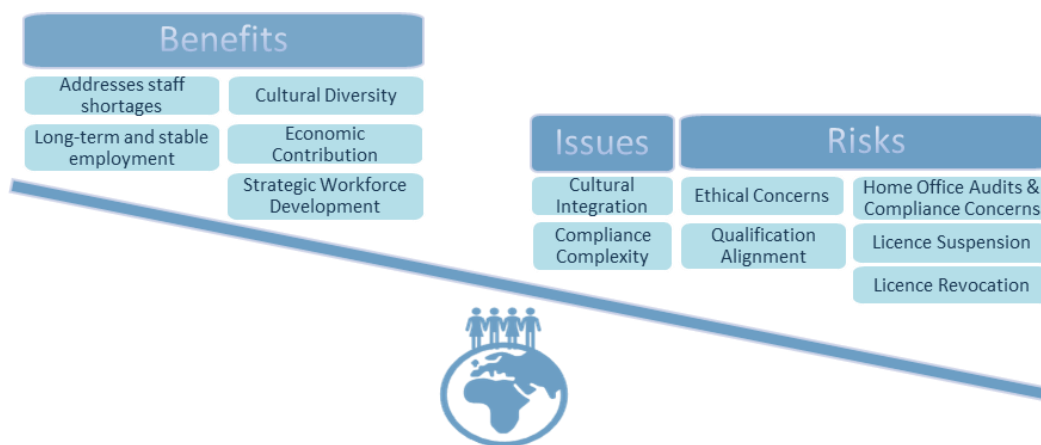 Benefits
Addresses staff
shortages
Cultural Diversity
Long-term and stable
employment
Economic
Contribution
Strategic Workforce
Development
Issues
Cultural
Integration
Compliance
Complexity
Risks
Ethical Concerns
Home Office Audits &
Compliance Concerns
Qualification
Alignment
Licence Suspension
Licence Revocation